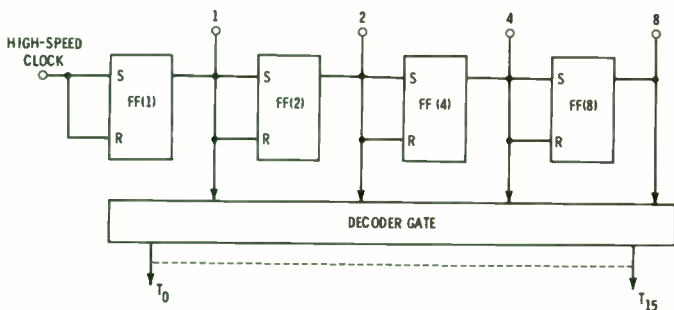 1 2 4 8
HIGH-SPEED
CLOCK
S S S S
FF(1) FF(2) FF(4) FF(8)
R R R R
DECODER GATE
T0 T15